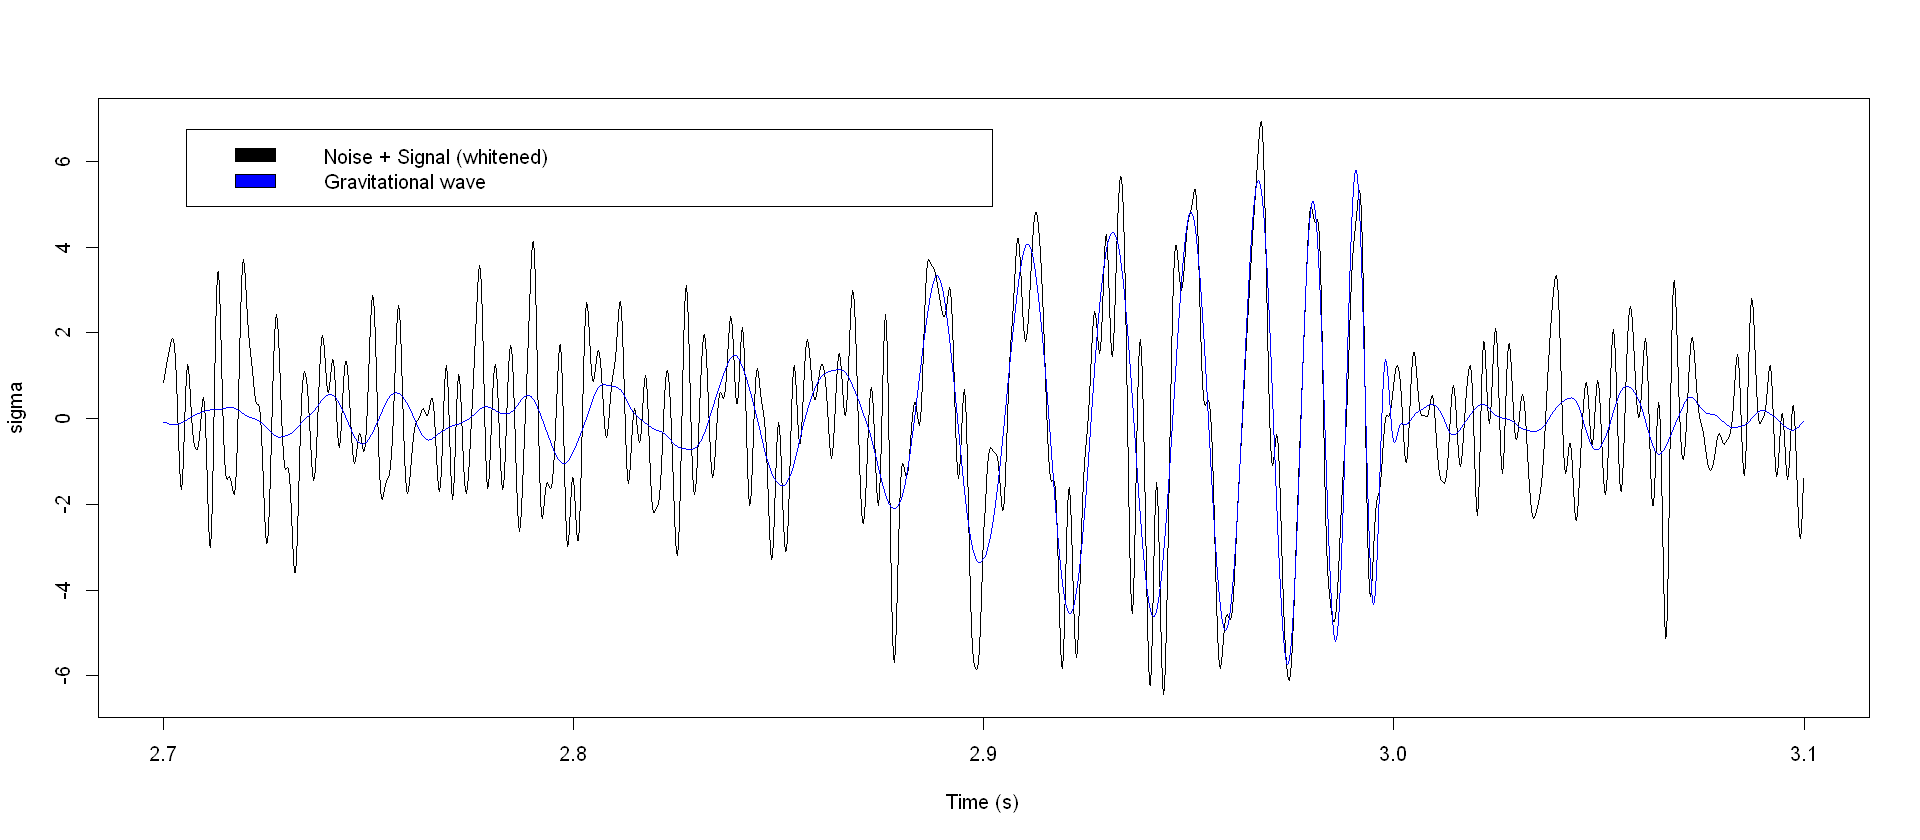 Noise + Signal (whitened)
Gravitational wave
sigma
6
4
2
0
-2
-4
-6
2.7 2.8 2.9 3.0 3.1
Time (s)